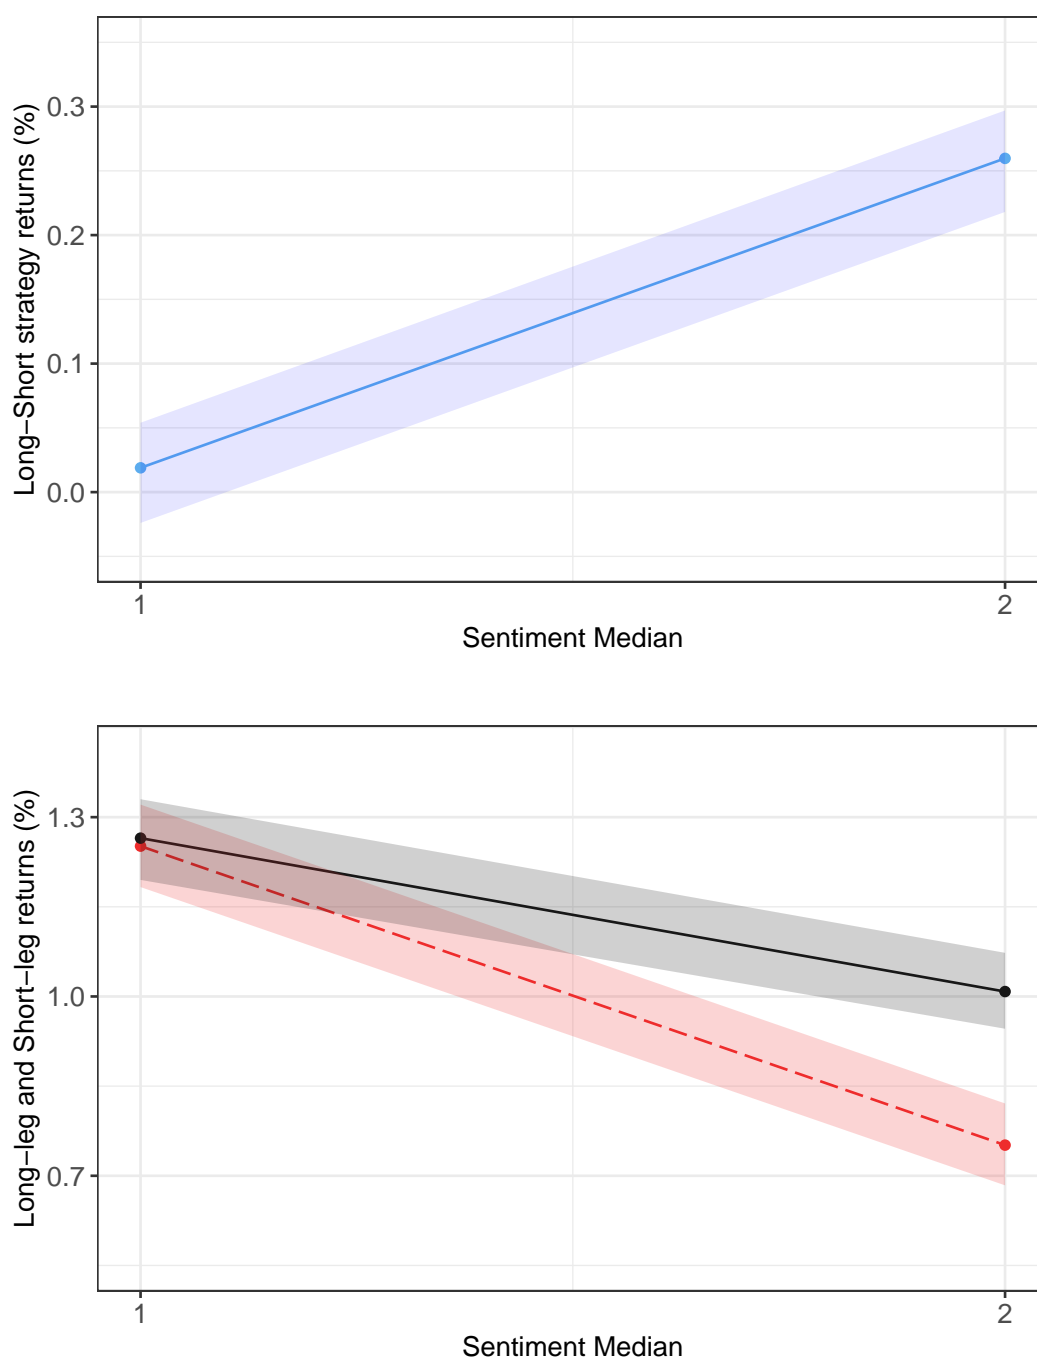 Long−Short strategy returns (%)
0.3
0.2
0.1
0.0
1 2
Sentiment Median
Long−leg and Short−leg returns (%)
1.3
1.0
0.7
1 2
Sentiment Median